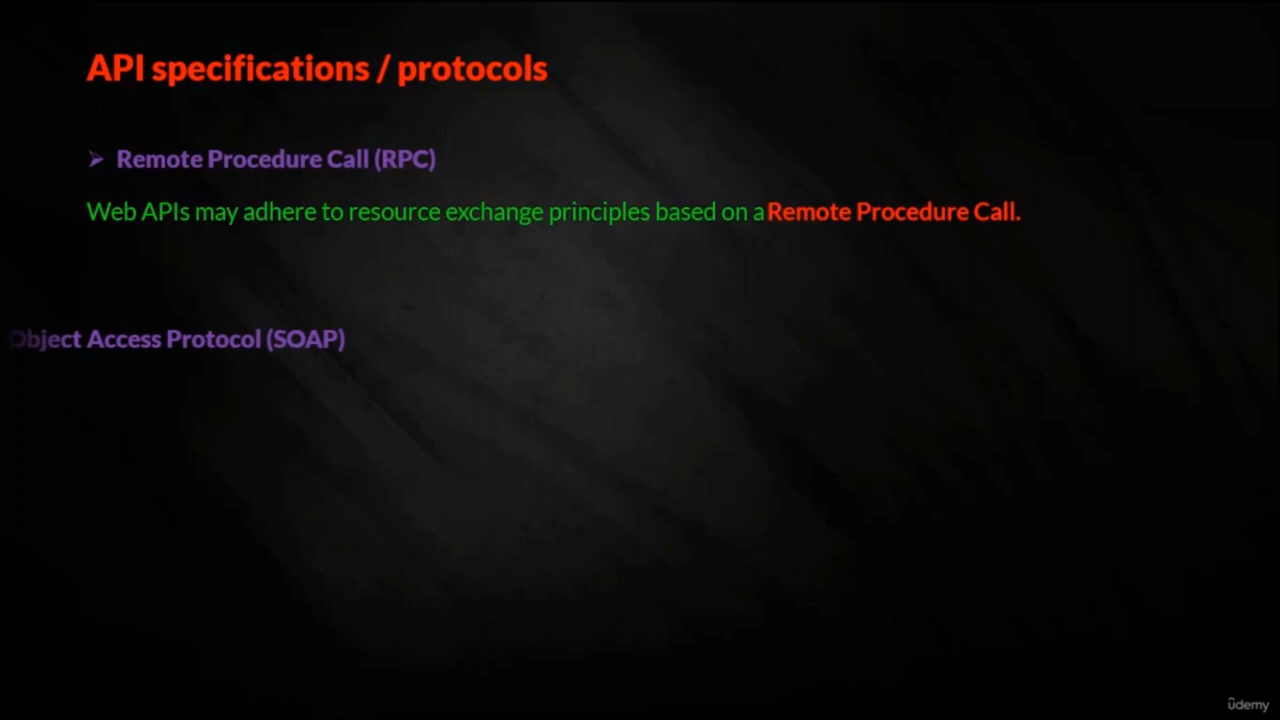 API specifications / protocols
➢ Remote Procedure Call (RPC)
Web APIs may adhere to resource exchange principles based on a Remote Procedure Call.
Object Access Protocol (SOAP)
ûdemy